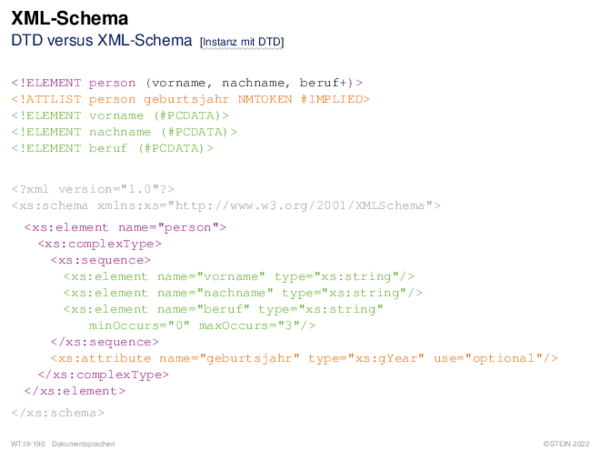 XML-Schema
DTD versus XML-Schema [Instanz mit DTD]
<!ELEMENT person (vorname, nachname, beruf+)>
<!ATTLIST person geburtsjahr NMTOKEN #IMPLIED>
<!ELEMENT vorname (#PCDATA)>
<!ELEMENT nachname (#PCDATA)>
<!ELEMENT beruf (#PCDATA)>
<?xml version="1.0"?>
<xs:schema xmlns:xs="http://www.w3.org/2001/XMLSchema">
<xs:element name="person">
<xs:complexType>
<xs:sequence>
<xs:element name="vorname" type="xs:string"/>
<xs:element name="nachname" type="xs:string"/>
<xs:element name="beruf" type="xs:string"
minOccurs="0" maxOccurs="3"/>
</xs:sequence>
<xs:attribute name="geburtsjahr" type="xs:gYear" use="optional"/>
</xs:complexType>
</xs:element>
</xs:schema>
WT:III-190 Dokumentsprachen ©STEIN 2022